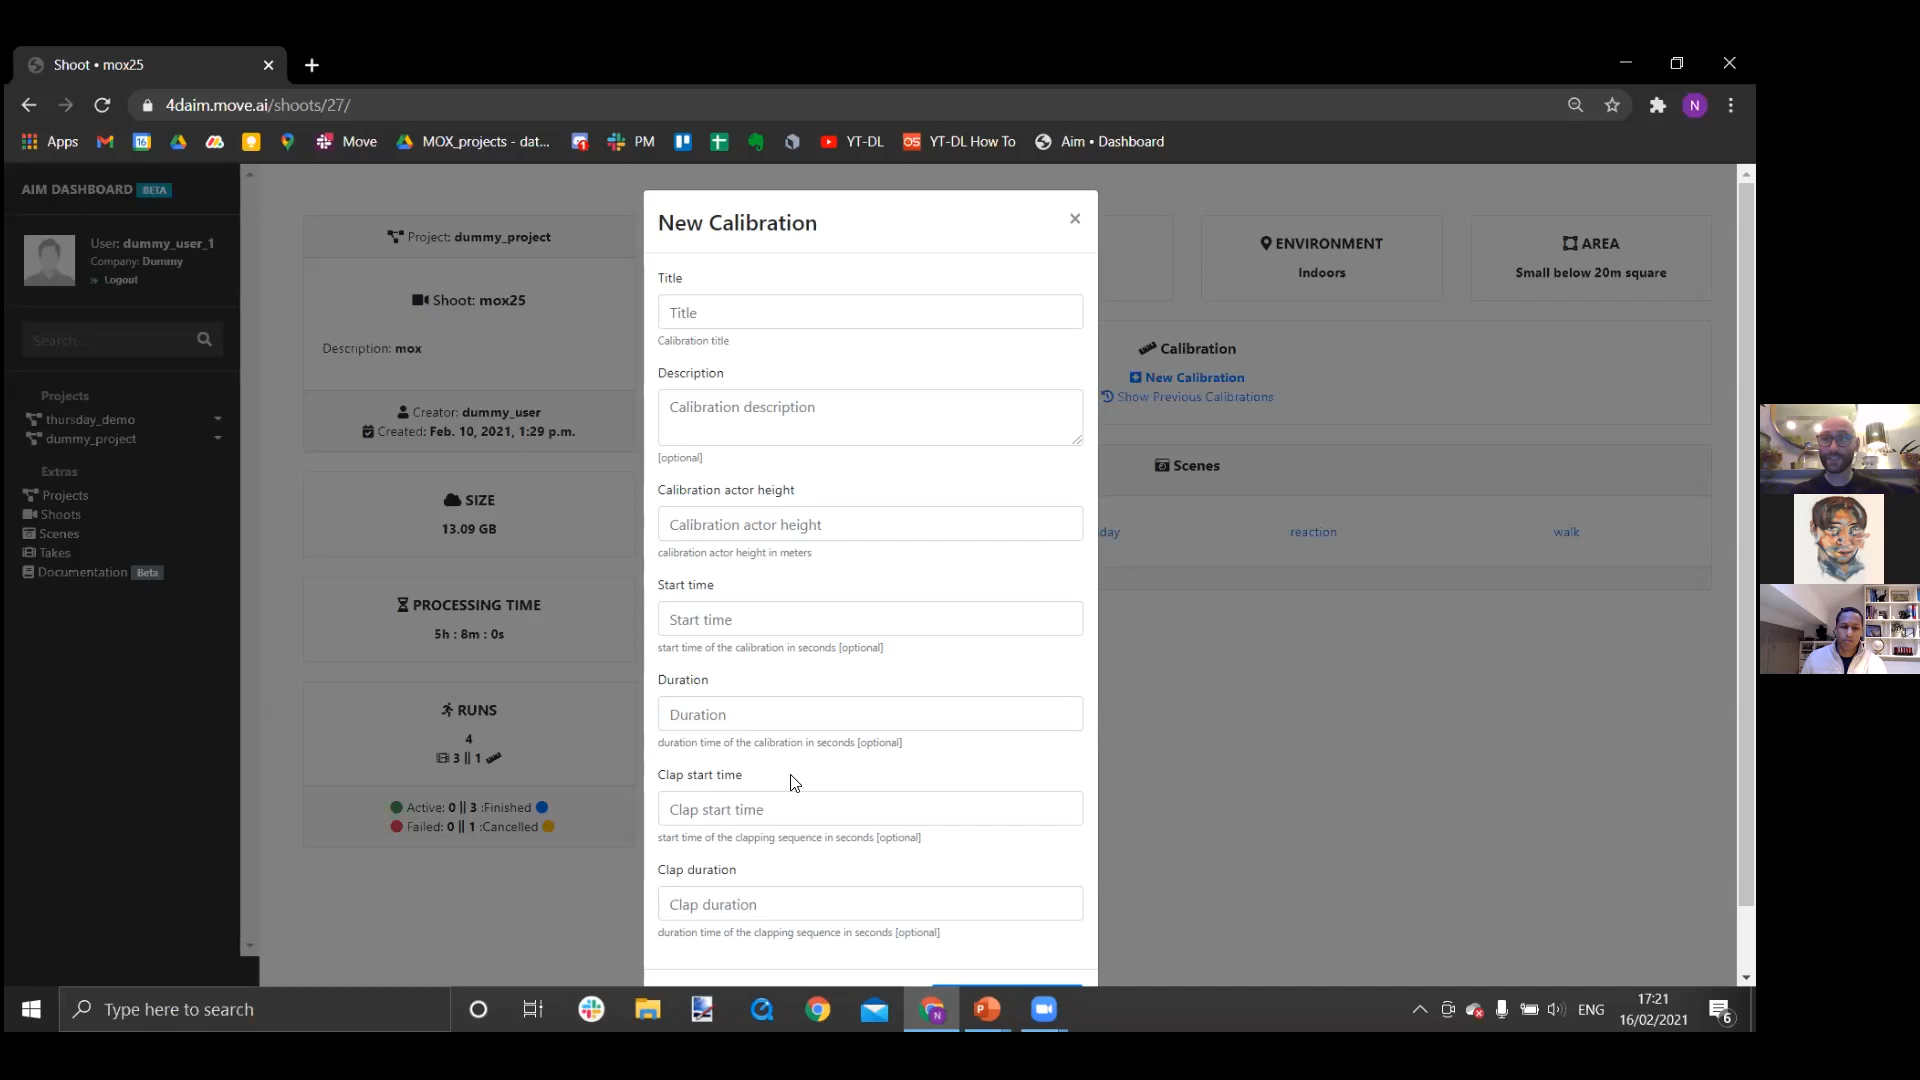 Shoot • mox25
4daim.move.ai/shoots/27/
N
Apps
16
Move
MOX_projects - dat...
PM
YT-DL
OS
YT-DL How To
Aim • Dashboard
AIM DASHBOARD BETA
User: dummy_user_1
Company: Dummy
Logout
Search...
Projects
thursday_demo
dummy_project
Extras
Projects
Shoots
Scenes
Takes
Documentation Beta
Project: dummy_project
Shoot: mox25
Description: mox
Creator: dummy_user
Created: Feb. 10, 2021, 1:29 p.m.
SIZE
13.09 GB
PROCESSING TIME
5h : 8m : 0s
RUNS
4
3 || 1
Active: 0 || 3 :Finished
Failed: 0 || 1 :Cancelled
New Calibration
×
Title
Title
Calibration title
Description
Calibration description
[optional]
Calibration actor height
Calibration actor height
calibration actor height in meters
Start time
Start time
start time of the calibration in seconds [optional]
Duration
Duration
duration time of the calibration in seconds [optional]
Clap start time
Clap start time
start time of the clapping sequence in seconds [optional]
Clap duration
Clap duration
duration time of the clapping sequence in seconds [optional]
ENVIRONMENT
Indoors
AREA
Small below 20m square
Calibration
New Calibration
Show Previous Calibrations
Scenes
day
reaction
walk
Type here to search
N
P
ENG
17:21
16/02/2021
6